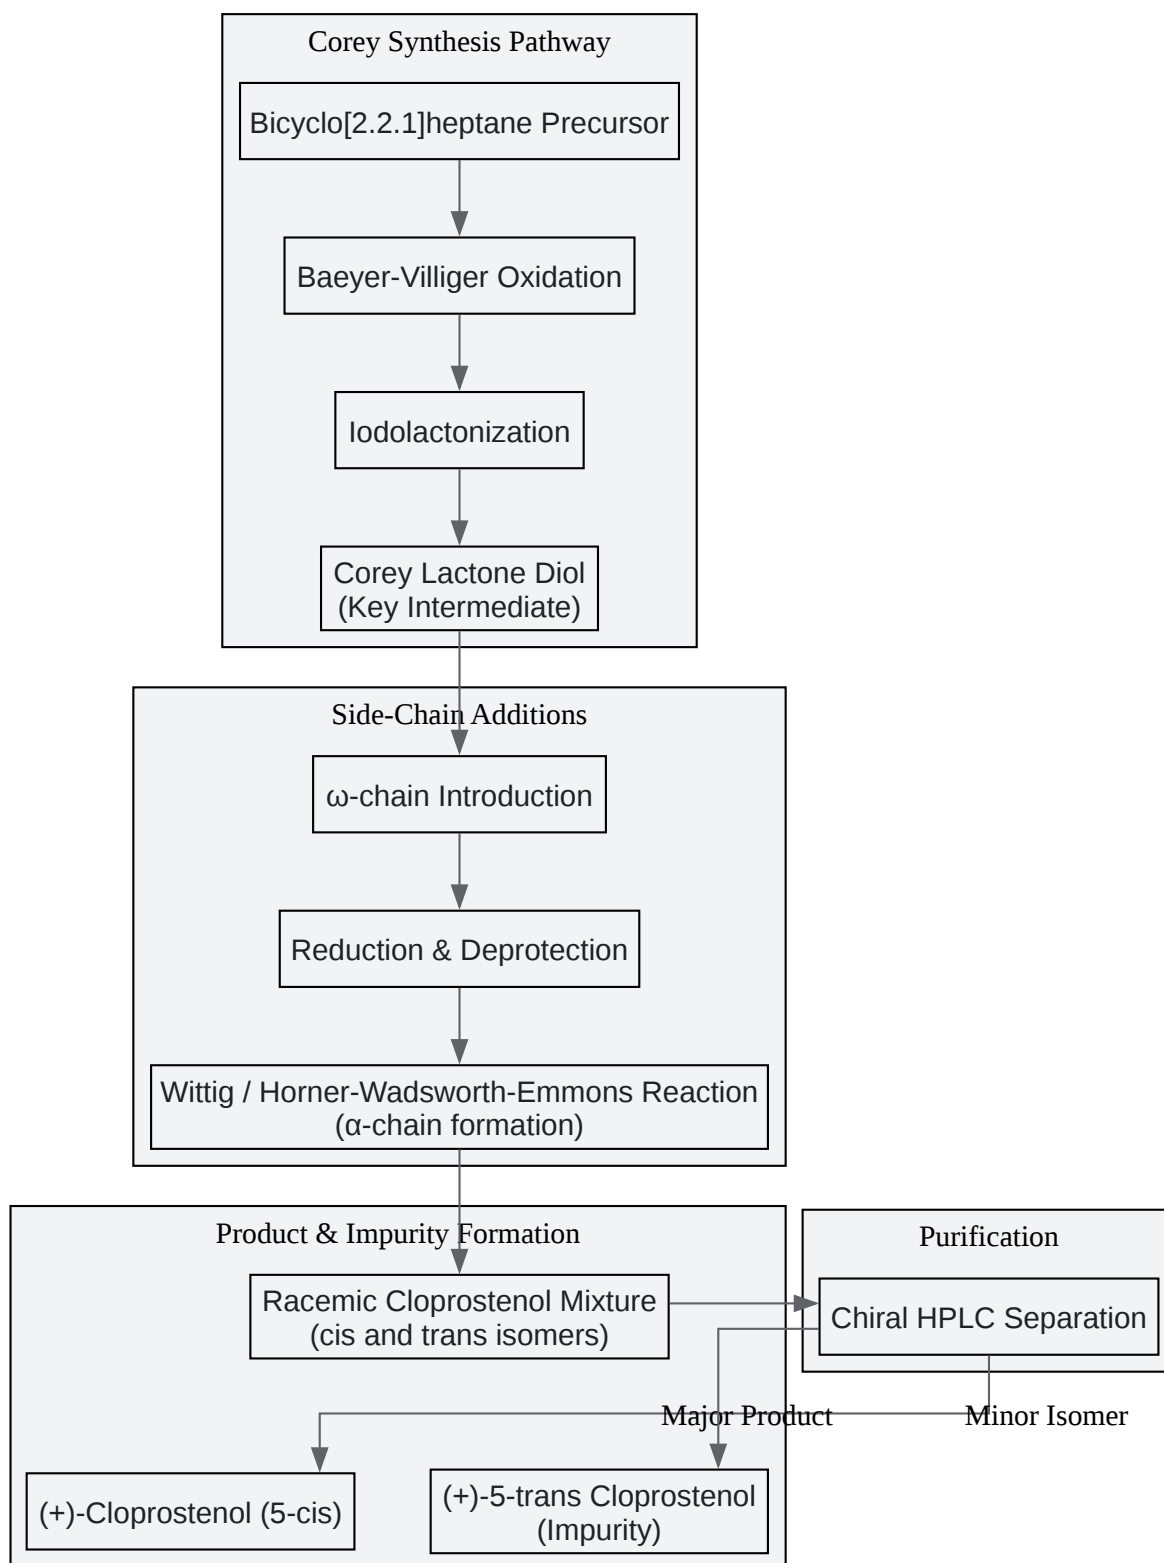 Corey Synthesis Pathway
Bicyclo[2.2.1]heptane Precursor
Baeyer-Villiger Oxidation
Iodolactonization
Corey Lactone Diol
(Key Intermediate)
Side-Chain Additions
ω-chain Introduction
Reduction & Deprotection
Wittig / Horner-Wadsworth-Emmons Reaction
(α-chain formation)
Product & Impurity Formation
Purification
Racemic Cloprostenol Mixture
(cis and trans isomers)
Chiral HPLC Separation
Major Product
Minor Isomer
(+)-Cloprostenol (5-cis)
(+)-5-trans Cloprostenol
(Impurity)